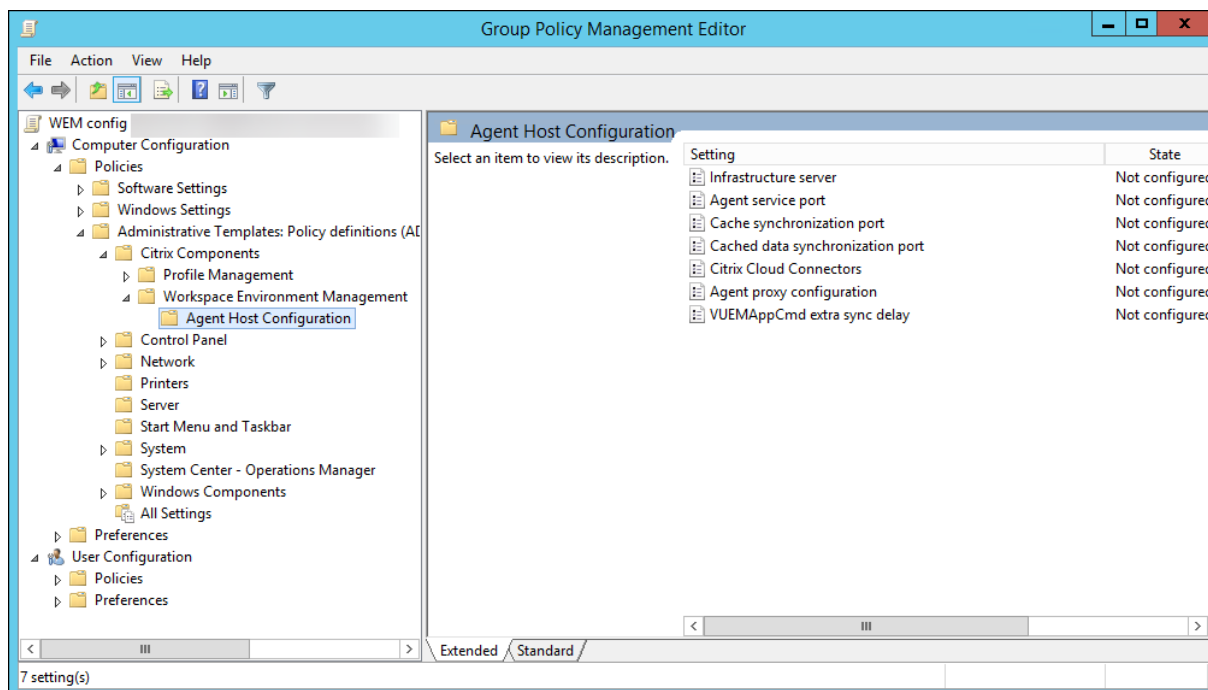 Group Policy Management Editor
File Action View Help
WEM config
Computer Configuration
Policies
Software Settings
Windows Settings
Administrative Templates: Policy definitions (AD
Citrix Components
Profile Management
Workspace Environment Management
Agent Host Configuration
Control Panel
Network
Printers
Server
Start Menu and Taskbar
System
System Center - Operations Manager
Windows Components
All Settings
Preferences
User Configuration
Policies
Preferences
Agent Host Configuration
Select an item to view its description.
Setting State
Infrastructure server Not configured
Agent service port Not configured
Cache synchronization port Not configured
Cached data synchronization port Not configured
Citrix Cloud Connectors Not configured
Agent proxy configuration Not configured
VUEMAppCmd extra sync delay Not configured
Extended Standard
7 setting(s)